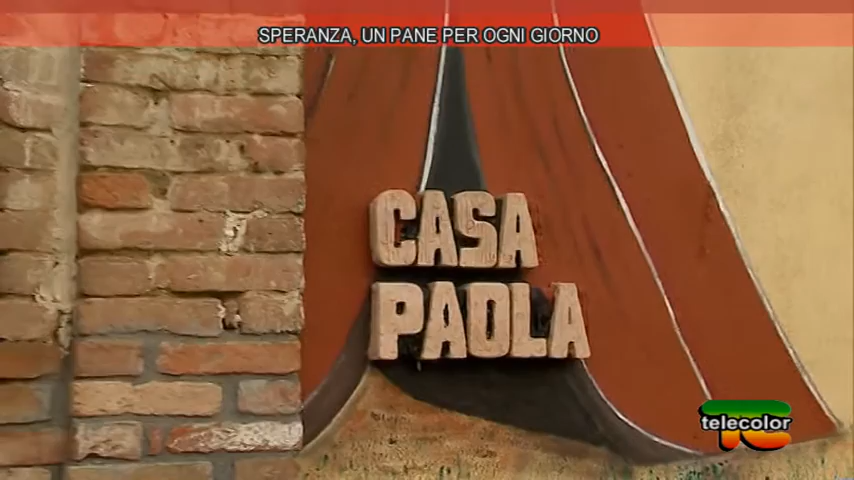 SPERANZA, UN PANE PER OGNI GIORNO
CASA
PAOLA
telecolor